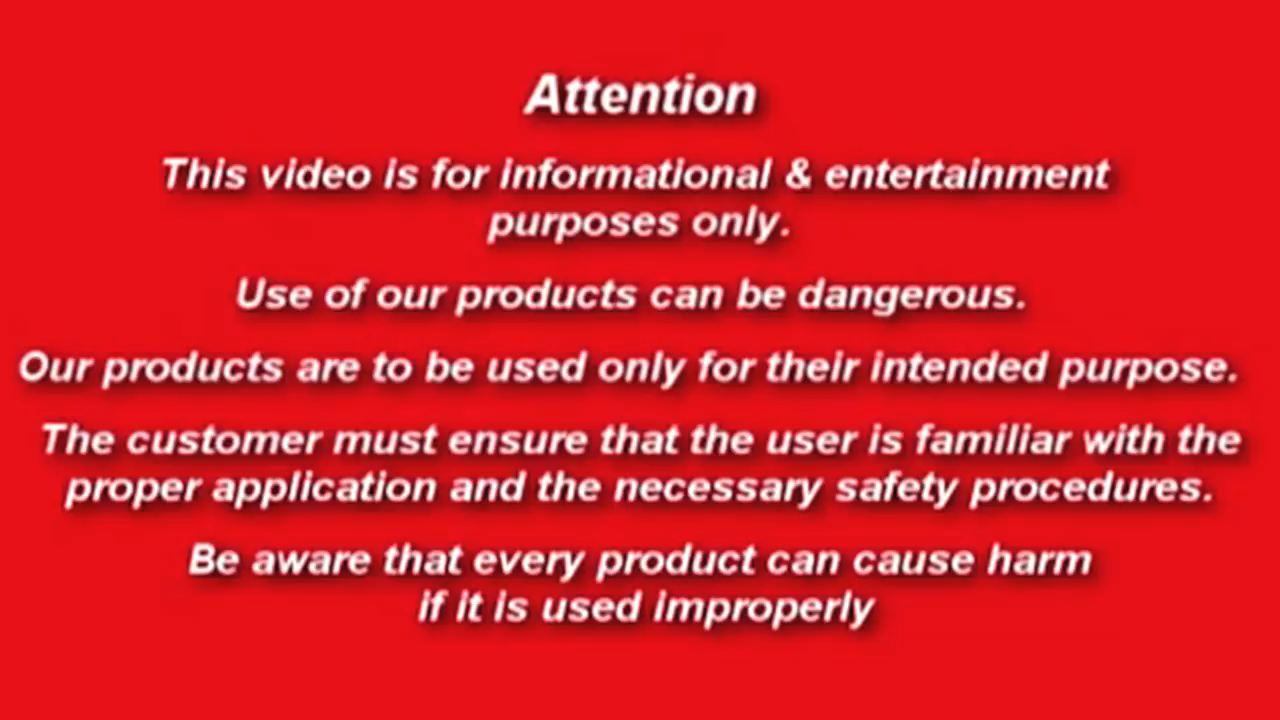 Attention
This video is for informational & entertainment
purposes only.
Use of our products can be dangerous.
Our products are to be used only for their intended purpose.
The customer must ensure that the user is familiar with the
proper application and the necessary safety procedures.
Be aware that every product can cause harm
if it is used improperly